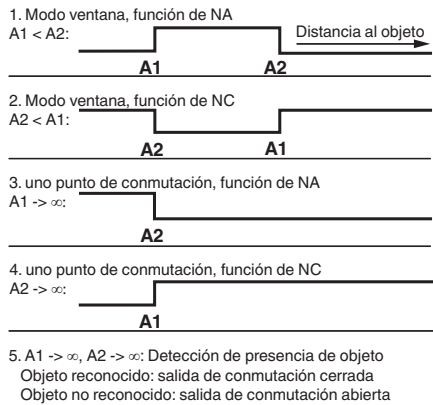 1. Modo ventana, función de NA
A1 < A2:
Distancia al objeto
A1
A2
2. Modo ventana, función de NC
A2 < A1:
A2
A1
3. uno punto de conmutación, función de NA
A1 -> ∞:
A2
4. uno punto de conmutación, función de NC
A2 -> ∞:
A1
5. A1 -> ∞, A2 -> ∞: Detección de presencia de objeto
Objeto reconocido: salida de conmutación cerrada
Objeto no reconocido: salida de conmutación abierta